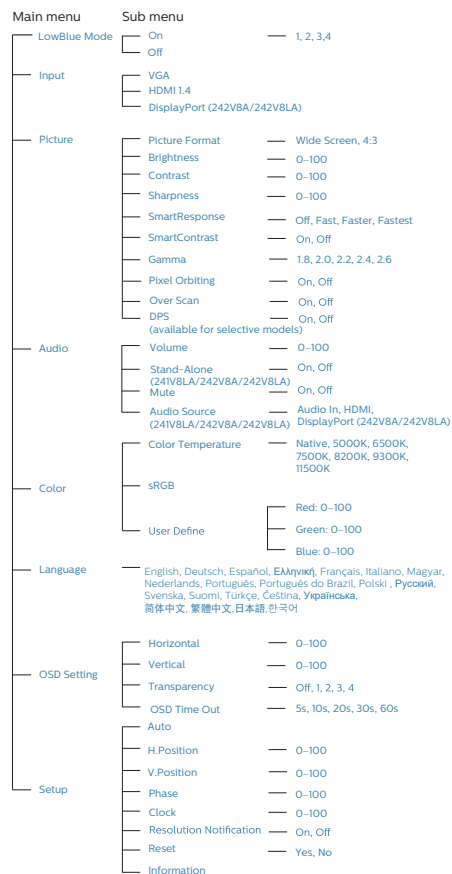 Main menu Sub menu
LowBlue Mode On 1, 2, 3,4
Off
Input VGA
HDMI 1.4
DisplayPort (242V8A/242V8LA)
Picture Picture Format Wide Screen, 4:3
Brightness 0–100
Contrast 0–100
Sharpness 0–100
SmartResponse Off, Fast, Faster, Fastest
SmartContrast On, Off
Gamma 1.8, 2.0, 2.2, 2.4, 2.6
Pixel Orbiting On, Off
Over Scan On, Off
DPS On, Off
(available for selective models)
Audio Volume 0–100
Stand-Alone On, Off
(241V8LA/242V8A/242V8LA)
Mute On, Off
Audio Source Audio In, HDMI,
(241V8LA/242V8A/242V8LA) DisplayPort (242V8A/242V8LA)
Color Temperature Native, 5000K, 6500K,
7500K, 8200K, 9300K,
11500K
Color sRGB
User Define Red: 0–100
Green: 0–100
Blue: 0–100
Language English, Deutsch, Español, Ελληνική, Français, Italiano, Magyar,
Nederlands, Português, Português do Brazil, Polski , Русский,
Svenska, Suomi, Türkçe, Čeština, Українська,
简体中文, 繁體中文,日本語,한국어
Horizontal 0–100
Vertical 0–100
OSD Setting Transparency Off, 1, 2, 3, 4
OSD Time Out 5s, 10s, 20s, 30s, 60s
Auto
H.Position 0–100
V.Position 0–100
Setup Phase 0–100
Clock 0–100
Resolution Notification On, Off
Reset Yes, No
Information